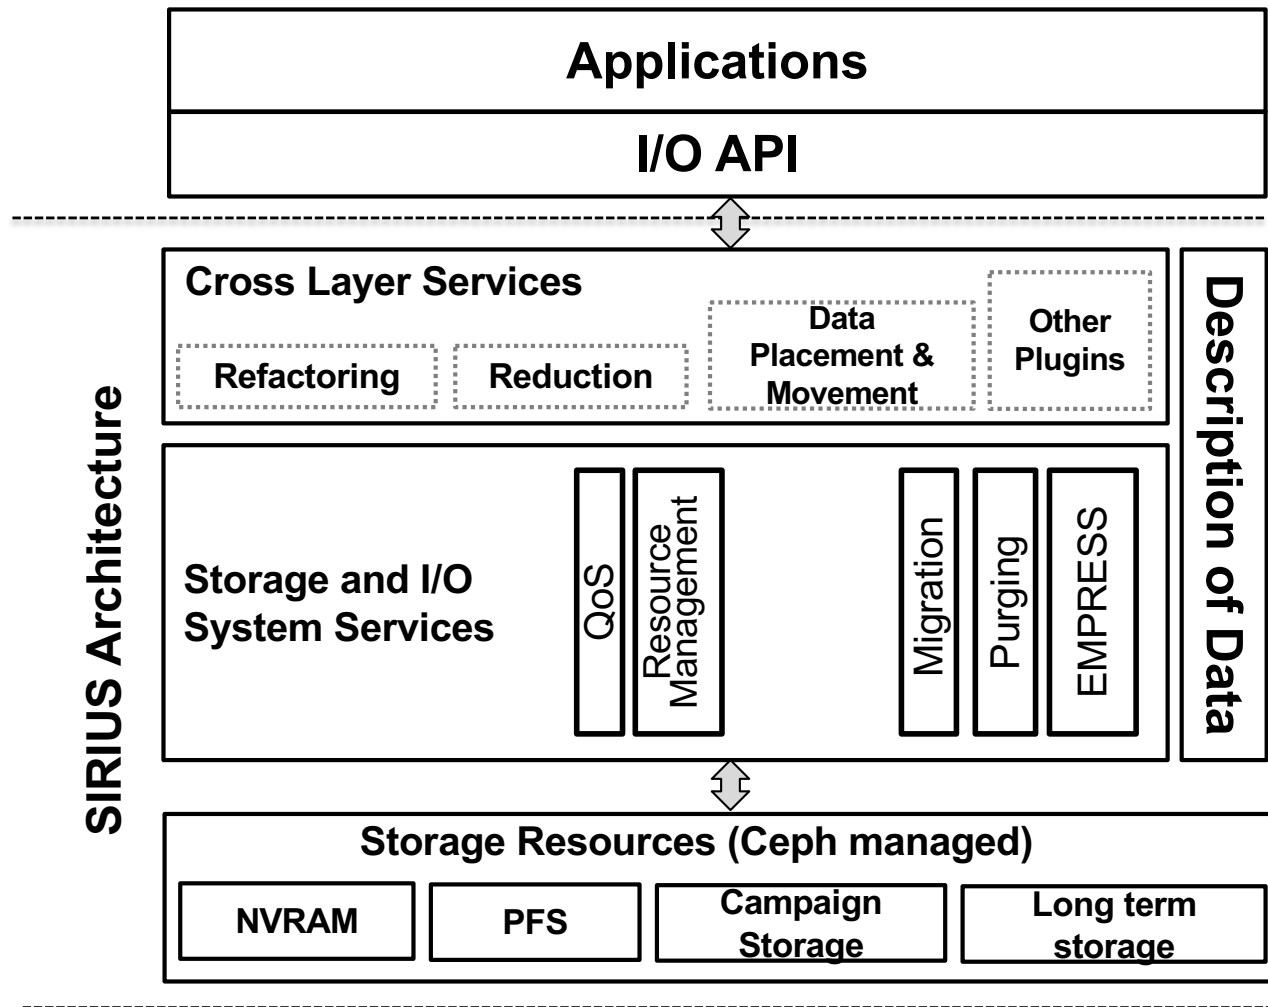 Applications
I/O API
SIRIUS Architecture
Cross Layer Services
Refactoring
Reduction
Data
Placement &
Movement
Other
Plugins
Description of Data
Storage and I/O
System Services
QoS
Resource
Management
Migration
Purging
EMPRESS
Storage Resources (Ceph managed)
NVRAM
PFS
Campaign
Storage
Long term
storage